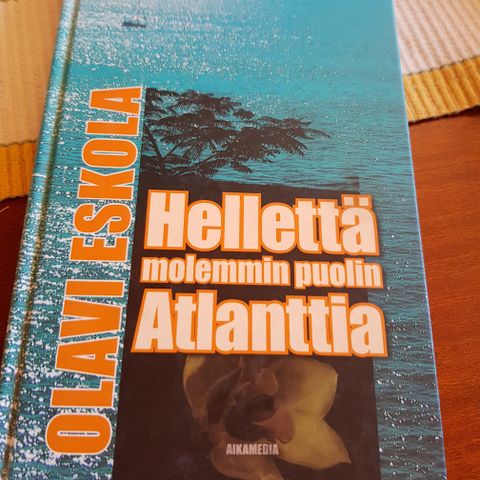 OLAVI ESKOLA
Hellettä
molemmin puolin
Atlanttia
AIKAMEDIA